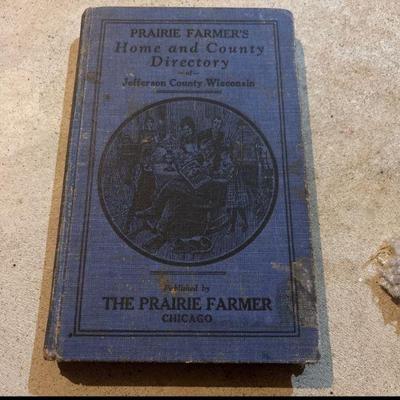 PRAIRIE FARMER'S
Home and County
Directory
—of—
Jefferson County Wisconsin
Published by
THE PRAIRIE FARMER
CHICAGO